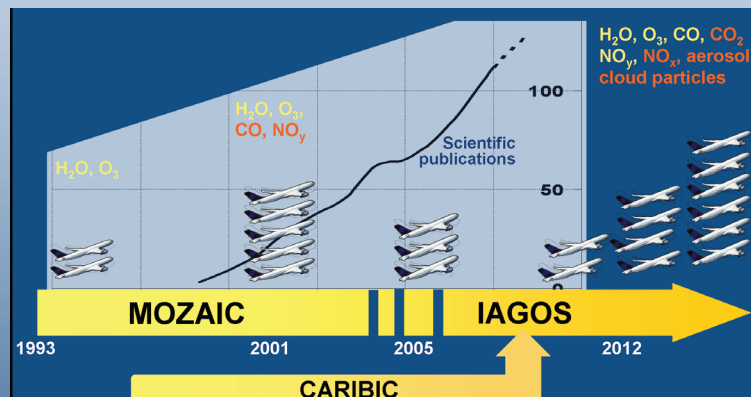 H₂O, O₃, CO, CO₂
NOy, NOₓ, aerosol
cloud particles
100
H₂O, O₃,
CO, NOy
Scientific
publications
H₂O, O₃
50
0
MOZAIC
IAGOS
1993
2001
2005
2012
CARIBIC